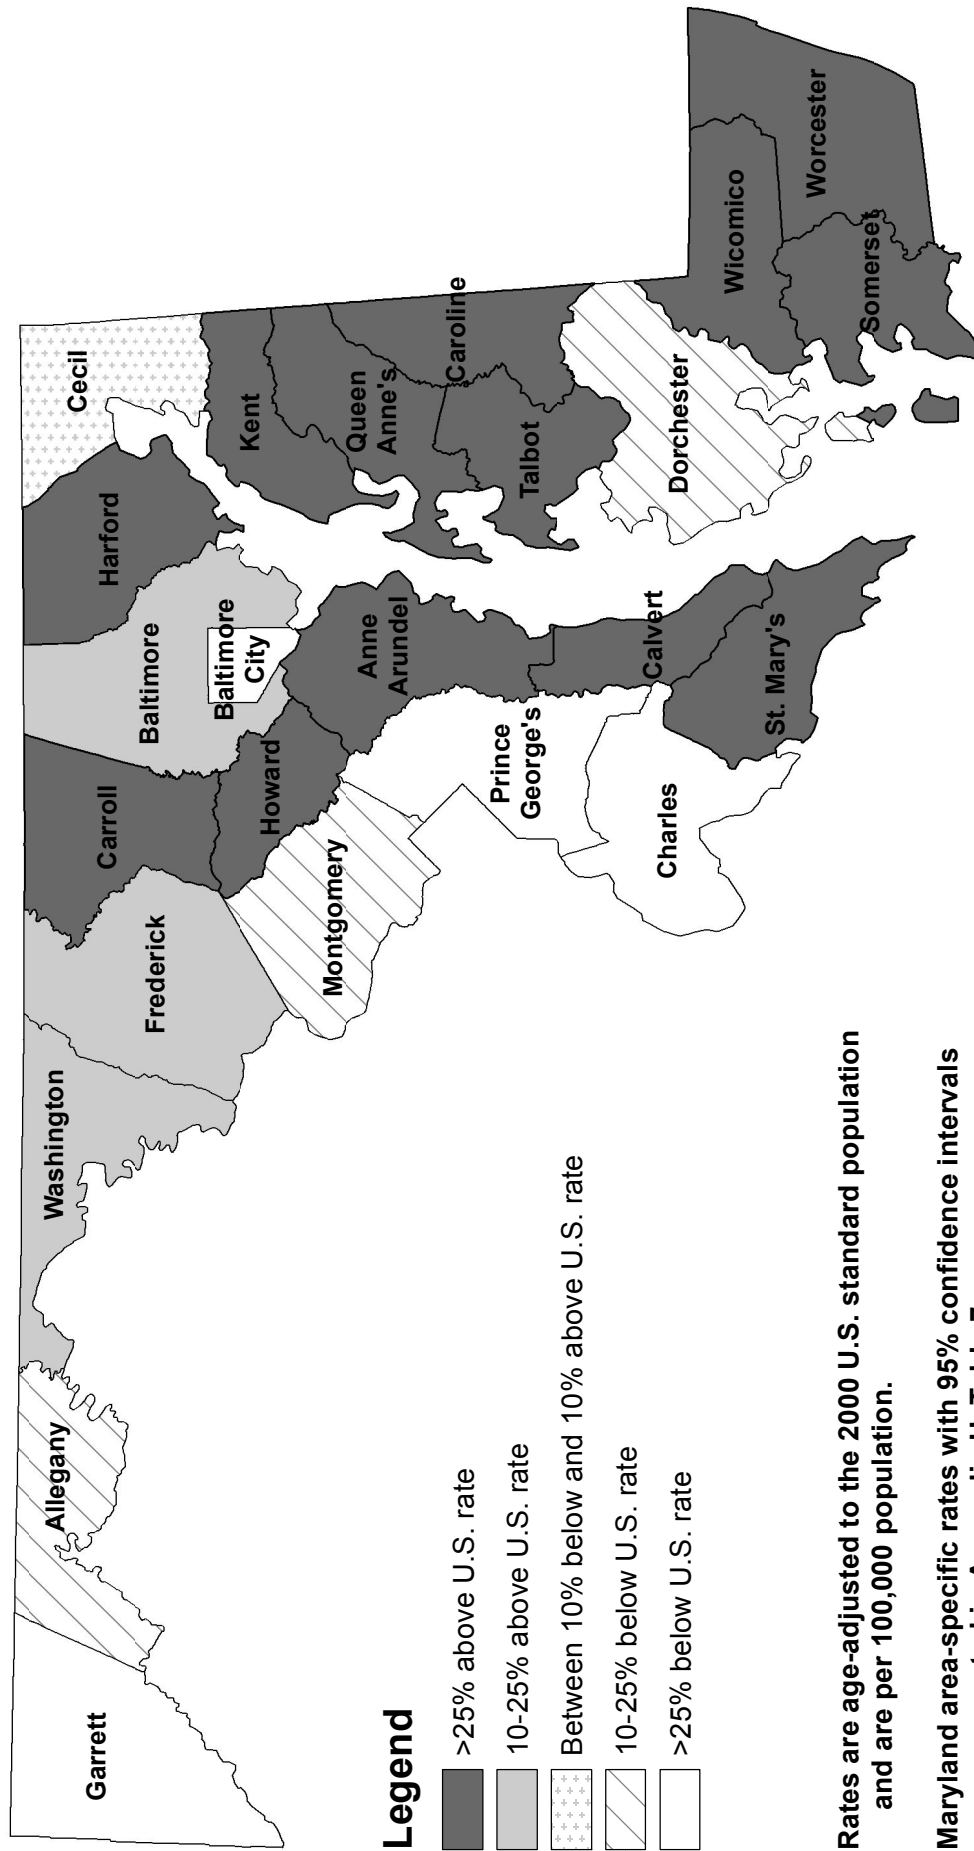 Garrett
Allegany
Washington
Frederick
Carroll
Baltimore
Harford
Cecil
Baltimore
City
Howard
Montgomery
Anne
Arundel
Prince
George's
Charles
Calvert
St. Mary's
Kent
Queen
Anne's
Caroline
Talbot
Dorchester
Wicomico
Worcester
Somerset
Legend
>25% above U.S. rate
10-25% above U.S. rate
Between 10% below and 10% above U.S. rate
10-25% below U.S. rate
>25% below U.S. rate
Rates are age-adjusted to the 2000 U.S. standard population
and are per 100,000 population.
Maryland area-specific rates with 95% confidence intervals